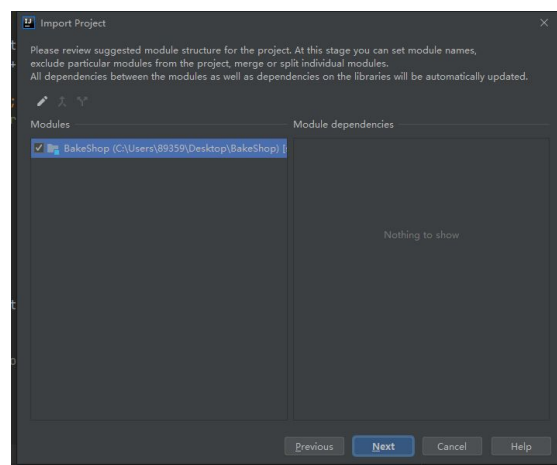 Import Project
Please review suggested module structure for the project. At this stage you can set module names,
exclude particular modules from the project, merge or split individual modules.
All dependencies between the modules as well as dependencies on the libraries will be automatically updated.
Modules
Module dependencies
BakeShop (C:\Users\89359\Desktop\BakeShop) [
Nothing to show
Previous
Next
Cancel
Help